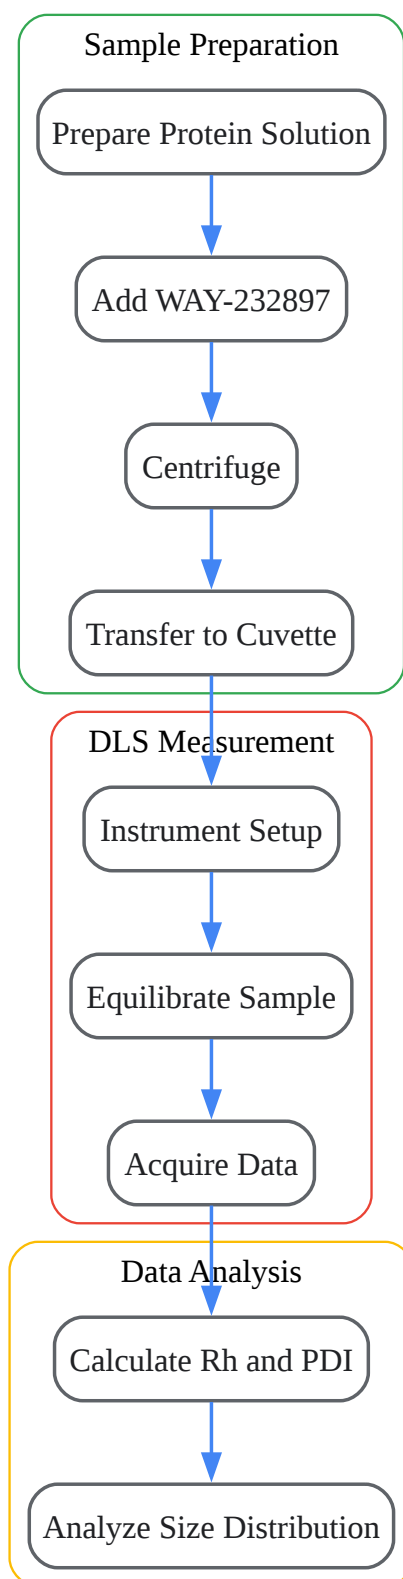 Sample Preparation
Prepare Protein Solution
Add WAY-232897
Centrifuge
Transfer to Cuvette
DLS Measurement
Instrument Setup
Equilibrate Sample
Acquire Data
Data Analysis
Calculate Rh and PDI
Analyze Size Distribution